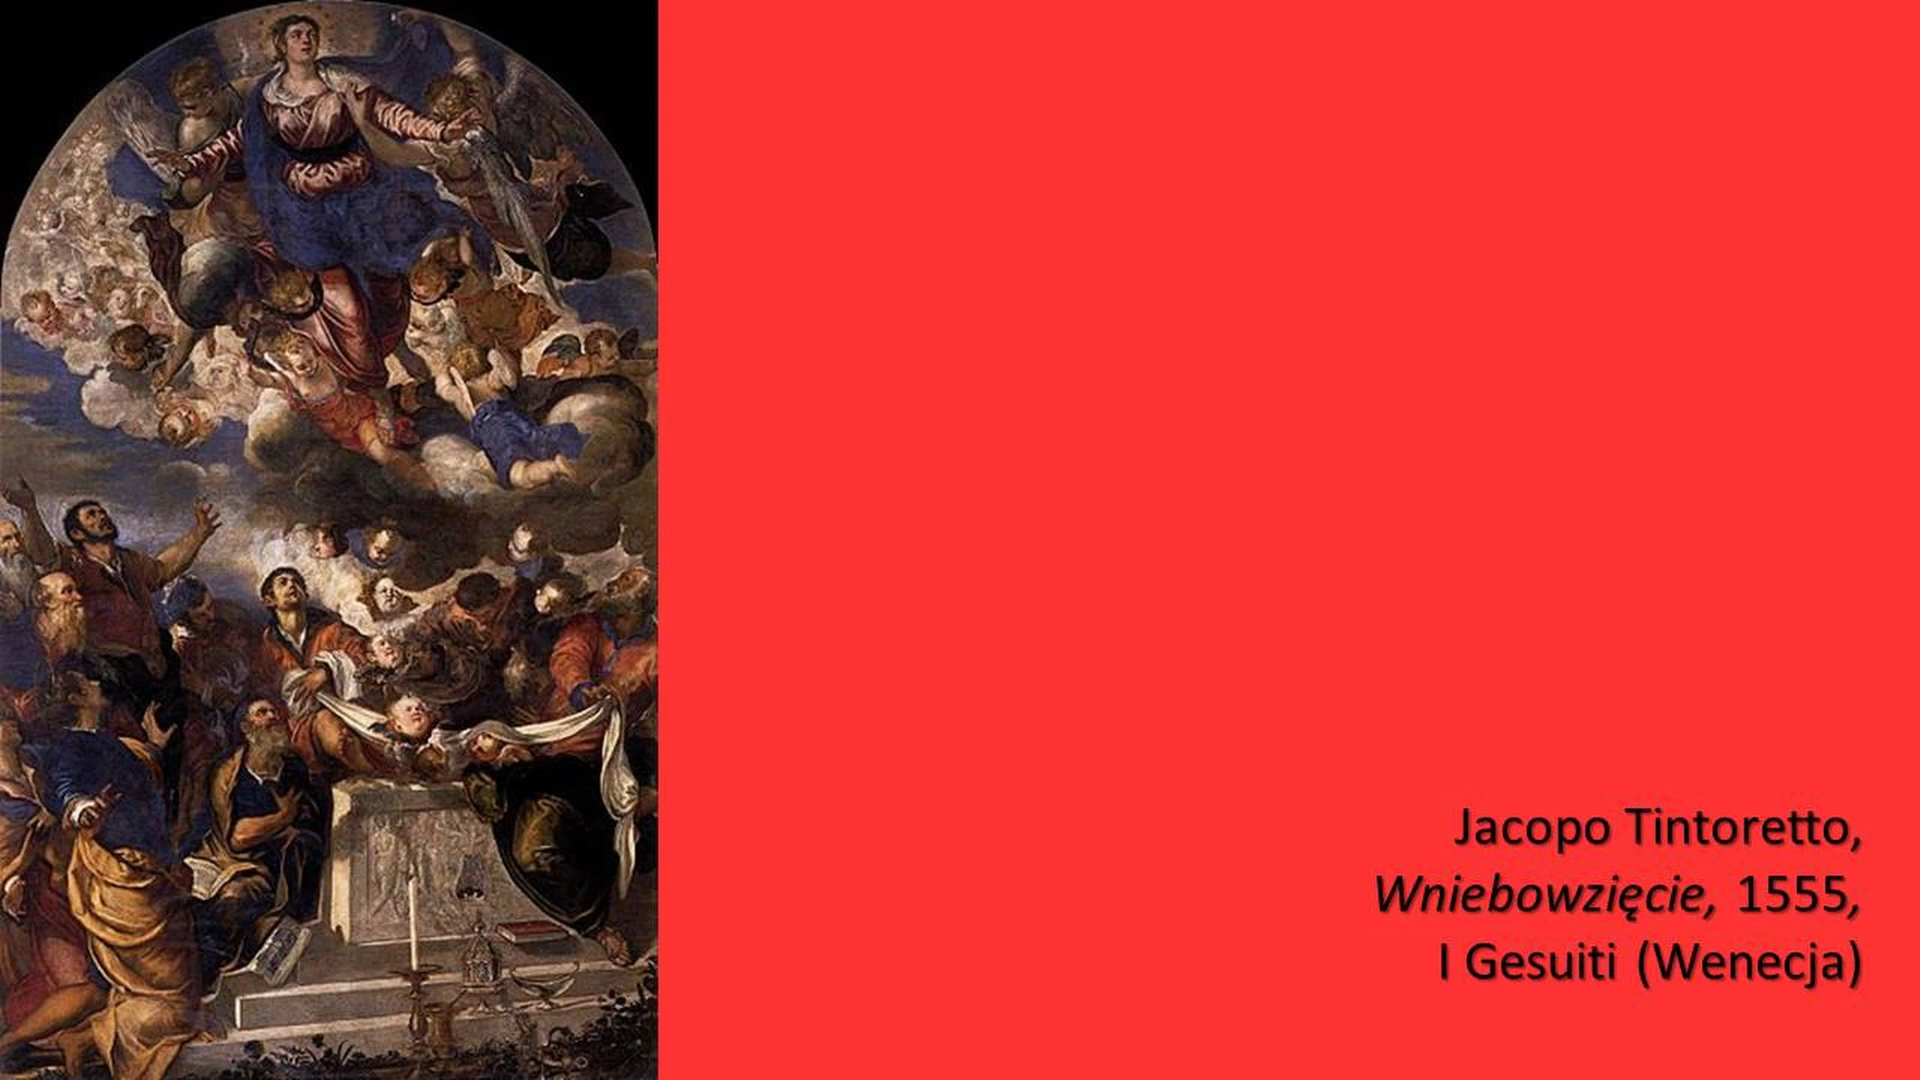 Jacopo Tintoretto,
Wniebowzięcie, 1555,
I Gesuiti (Wenecja)